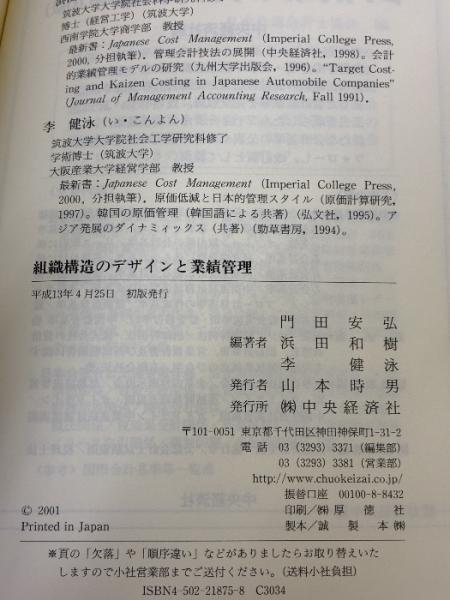 筑波大学大学院社会科学研究科修了
博士(経営工学)(筑波大学)
西南学院大学商学部 教授
最新書:Japanese Cost Management (Imperial College Press,
2000, 分担執筆). 管理会計技法の展開(中央経済社, 1998)。会計
的業績管理モデルの研究(九州大学出版会, 1996)。"Target Cost-
ing and Kaizen Costing in Japanese Automobile Companies"
(Journal of Management Accounting Research, Fall 1991).
李 健泳(い・こんよん)
筑波大学大学院社会工学研究科修了
学術博士(筑波大学)
大阪産業大学経営学部 教授
最新書:Japanese Cost Management (Imperial College Press,
2000, 分担執筆). 原価低減と日本的管理スタイル(原価計算研究,
1997)。韓国の原価管理(韓国語による共著)(弘文社, 1995)。ア
ジア発展のダイナミィックス(共著)(勁草書房, 1994)。
組織構造のデザインと業績管理
平成13年4月25日 初版発行
門田安弘
編著者 浜田和樹
李健泳
発行者 山本時男
発行所 ㈱中央経済社
〒101-0051 東京都千代田区神田神保町1-31-2
電話 03 (3293) 3371 (編集部)
03 (3293) 3381 (営業部)
http://www.chuokeizai.co.jp/
振替口座 00100-8-8432
印刷/㈱厚徳社
製本/誠製本㈱
© 2001
Printed in Japan
※頁の「欠落」や「順序違い」などがありましたらお取り替えいた
しますので小社営業部までご送付ください。(送料小社負担)
ISBN4-502-21875-8 C3034